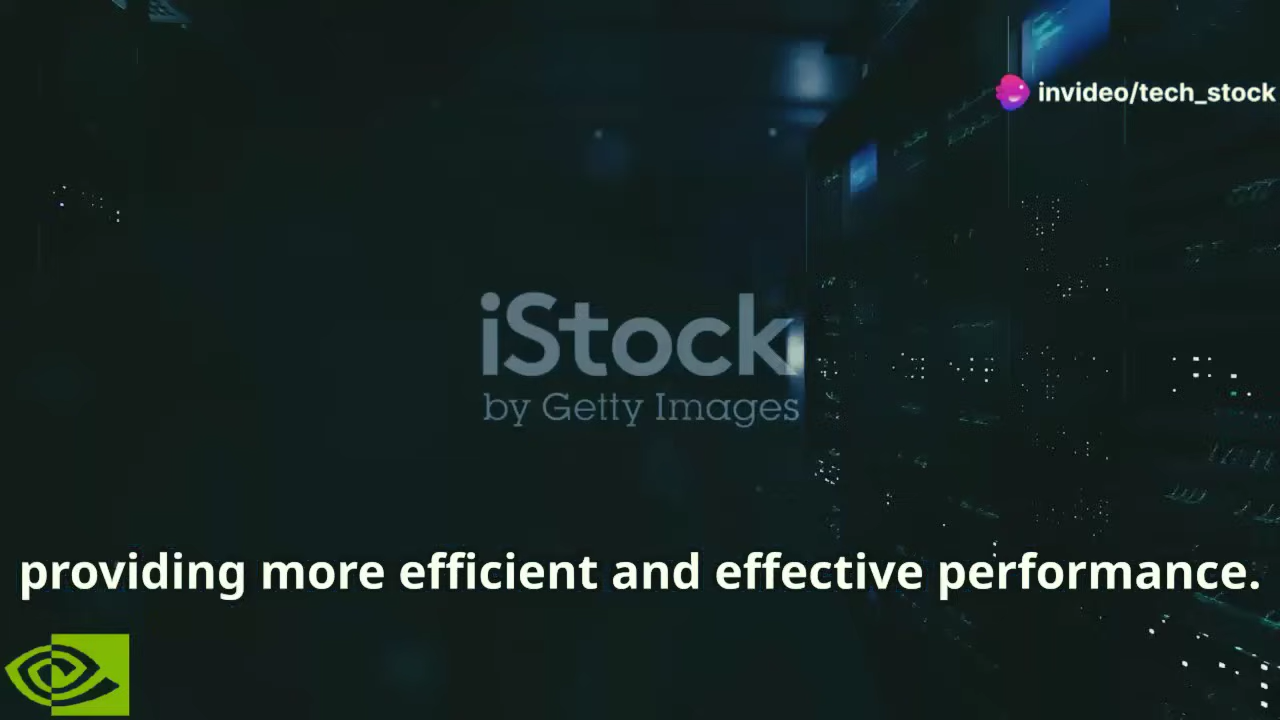 invideo/tech_stock
iStock
by Getty Images
providing more efficient and effective performance.